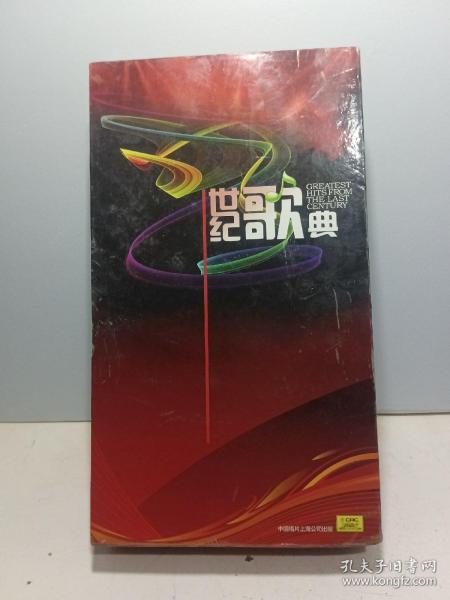 世纪歌典
GREATEST
HITS FROM
THE LAST
CENTURY
中国唱片上海公司出版
CRC
孔夫子旧书网
www.kongfz.com